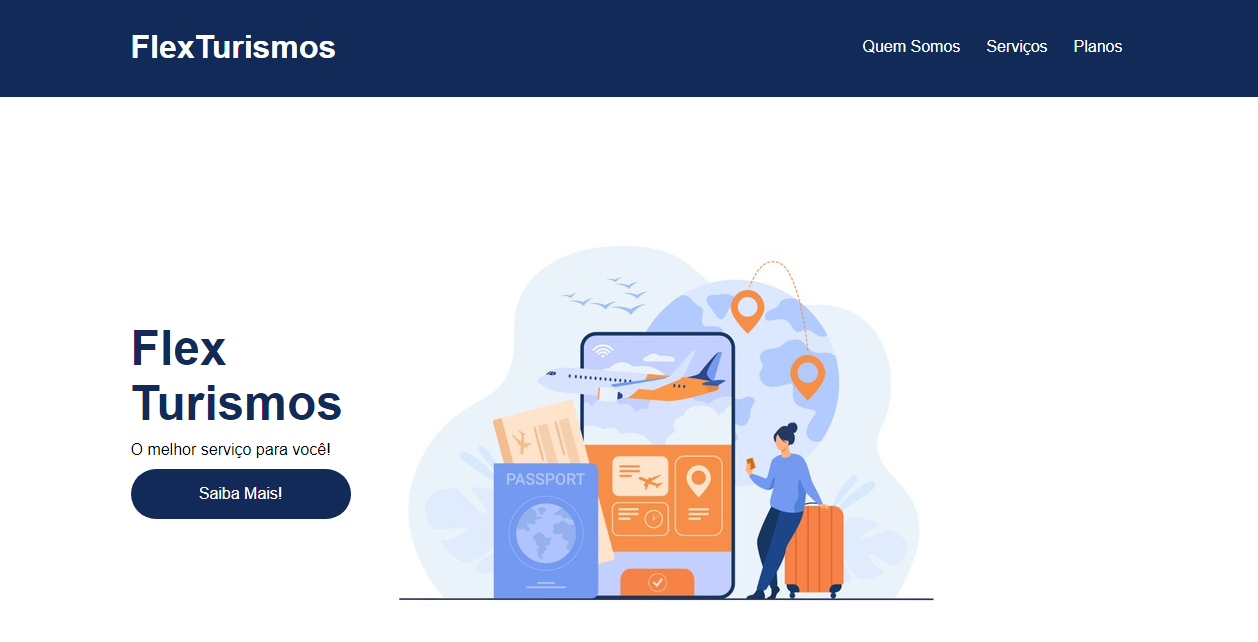 FlexTurismos
Quem Somos Serviços Planos
Flex
Turismos
O melhor serviço para você!
Saiba Mais!
PASSPORT